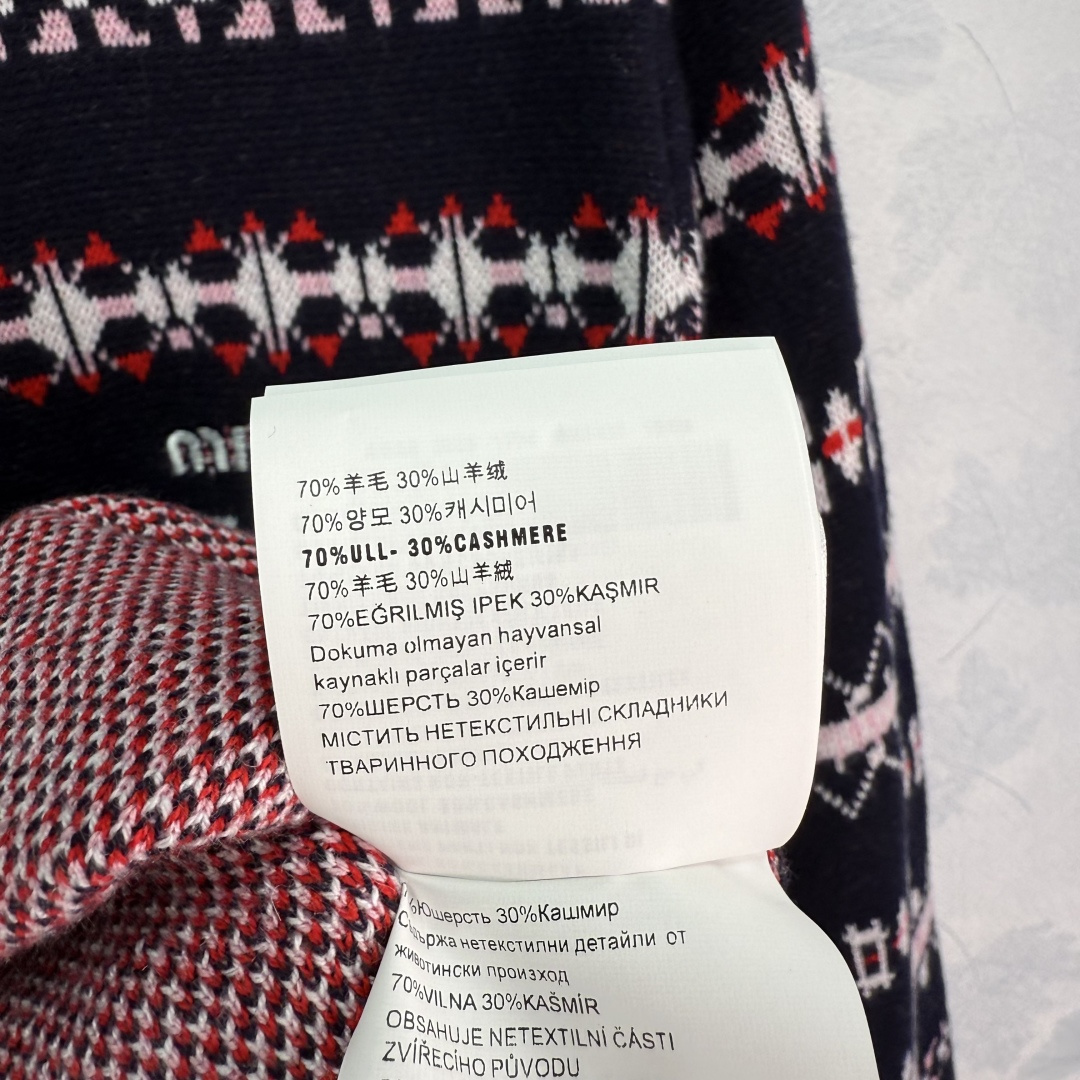 70%羊毛 30%山羊绒
70%양모 30%캐시미어
70%ULL- 30%CASHMERE
70%羊毛 30%山羊絨
70%EĞRILMIŞ IPEK 30%KAŞMIR
Dokuma olmayan hayvansal
kaynaklı parçalar içerir
70%ШЕРСТЬ 30%Кашемір
МІСТИТЬ НЕТЕКСТИЛЬНІ СКЛАДНИКИ
ТВАРИННОГО ПОХОДЖЕННЯ
%Юшерсть 30%Кашмир
нетекстилни детайли от
животински произход
70%VILNA 30%KAŠMÍR
OBSAHUJE NETEXTILNÍ ČÁSTI
ZVÍŘECÍHO PŮVODU